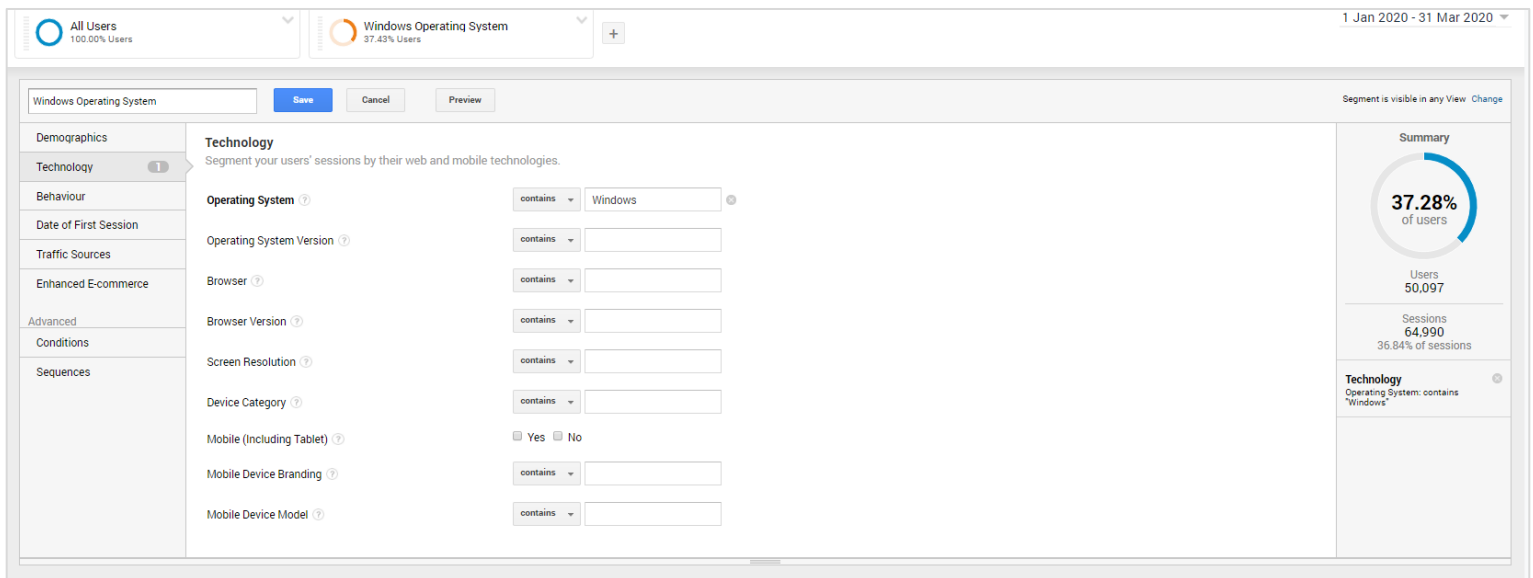 All Users
100.00% Users
Windows Operating System
37.43% Users
+
1 Jan 2020 - 31 Mar 2020
Windows Operating System
Save
Cancel
Preview
Segment is visible in any View Change
Demographics
Technology 1
Behaviour
Date of First Session
Traffic Sources
Enhanced E-commerce
Advanced
Conditions
Sequences
Technology
Segment your users' sessions by their web and mobile technologies.
Operating System ? contains Windows
Operating System Version ? contains
Browser ? contains
Browser Version ? contains
Screen Resolution ? contains
Device Category ? contains
Mobile (Including Tablet) ? Yes No
Mobile Device Branding ? contains
Mobile Device Model ? contains
Summary
37.28%
of users
Users
50,097
Sessions
64,990
36.84% of sessions
Technology
Operating System: contains
"Windows"